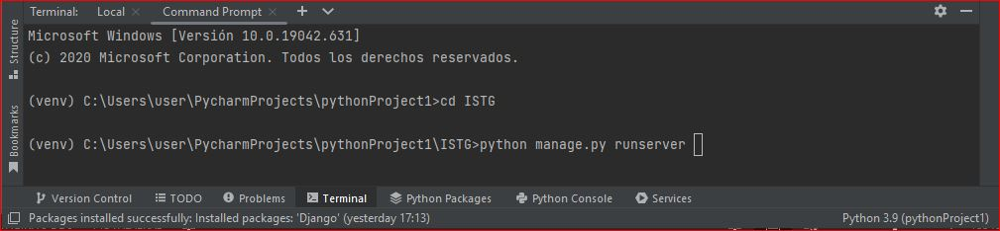 Terminal: Local × Command Prompt × +
Structure
Microsoft Windows [Versión 10.0.19042.631]
(c) 2020 Microsoft Corporation. Todos los derechos reservados.
(venv) C:\Users\user\PycharmProjects\pythonProject1>cd ISTG
Bookmarks
(venv) C:\Users\user\PycharmProjects\pythonProject1\ISTG>python manage.py runserver
Version Control TODO Problems Terminal Python Packages Python Console Services
Packages installed successfully: Installed packages: 'Django' (yesterday 17:13) Python 3.9 (pythonProject1)